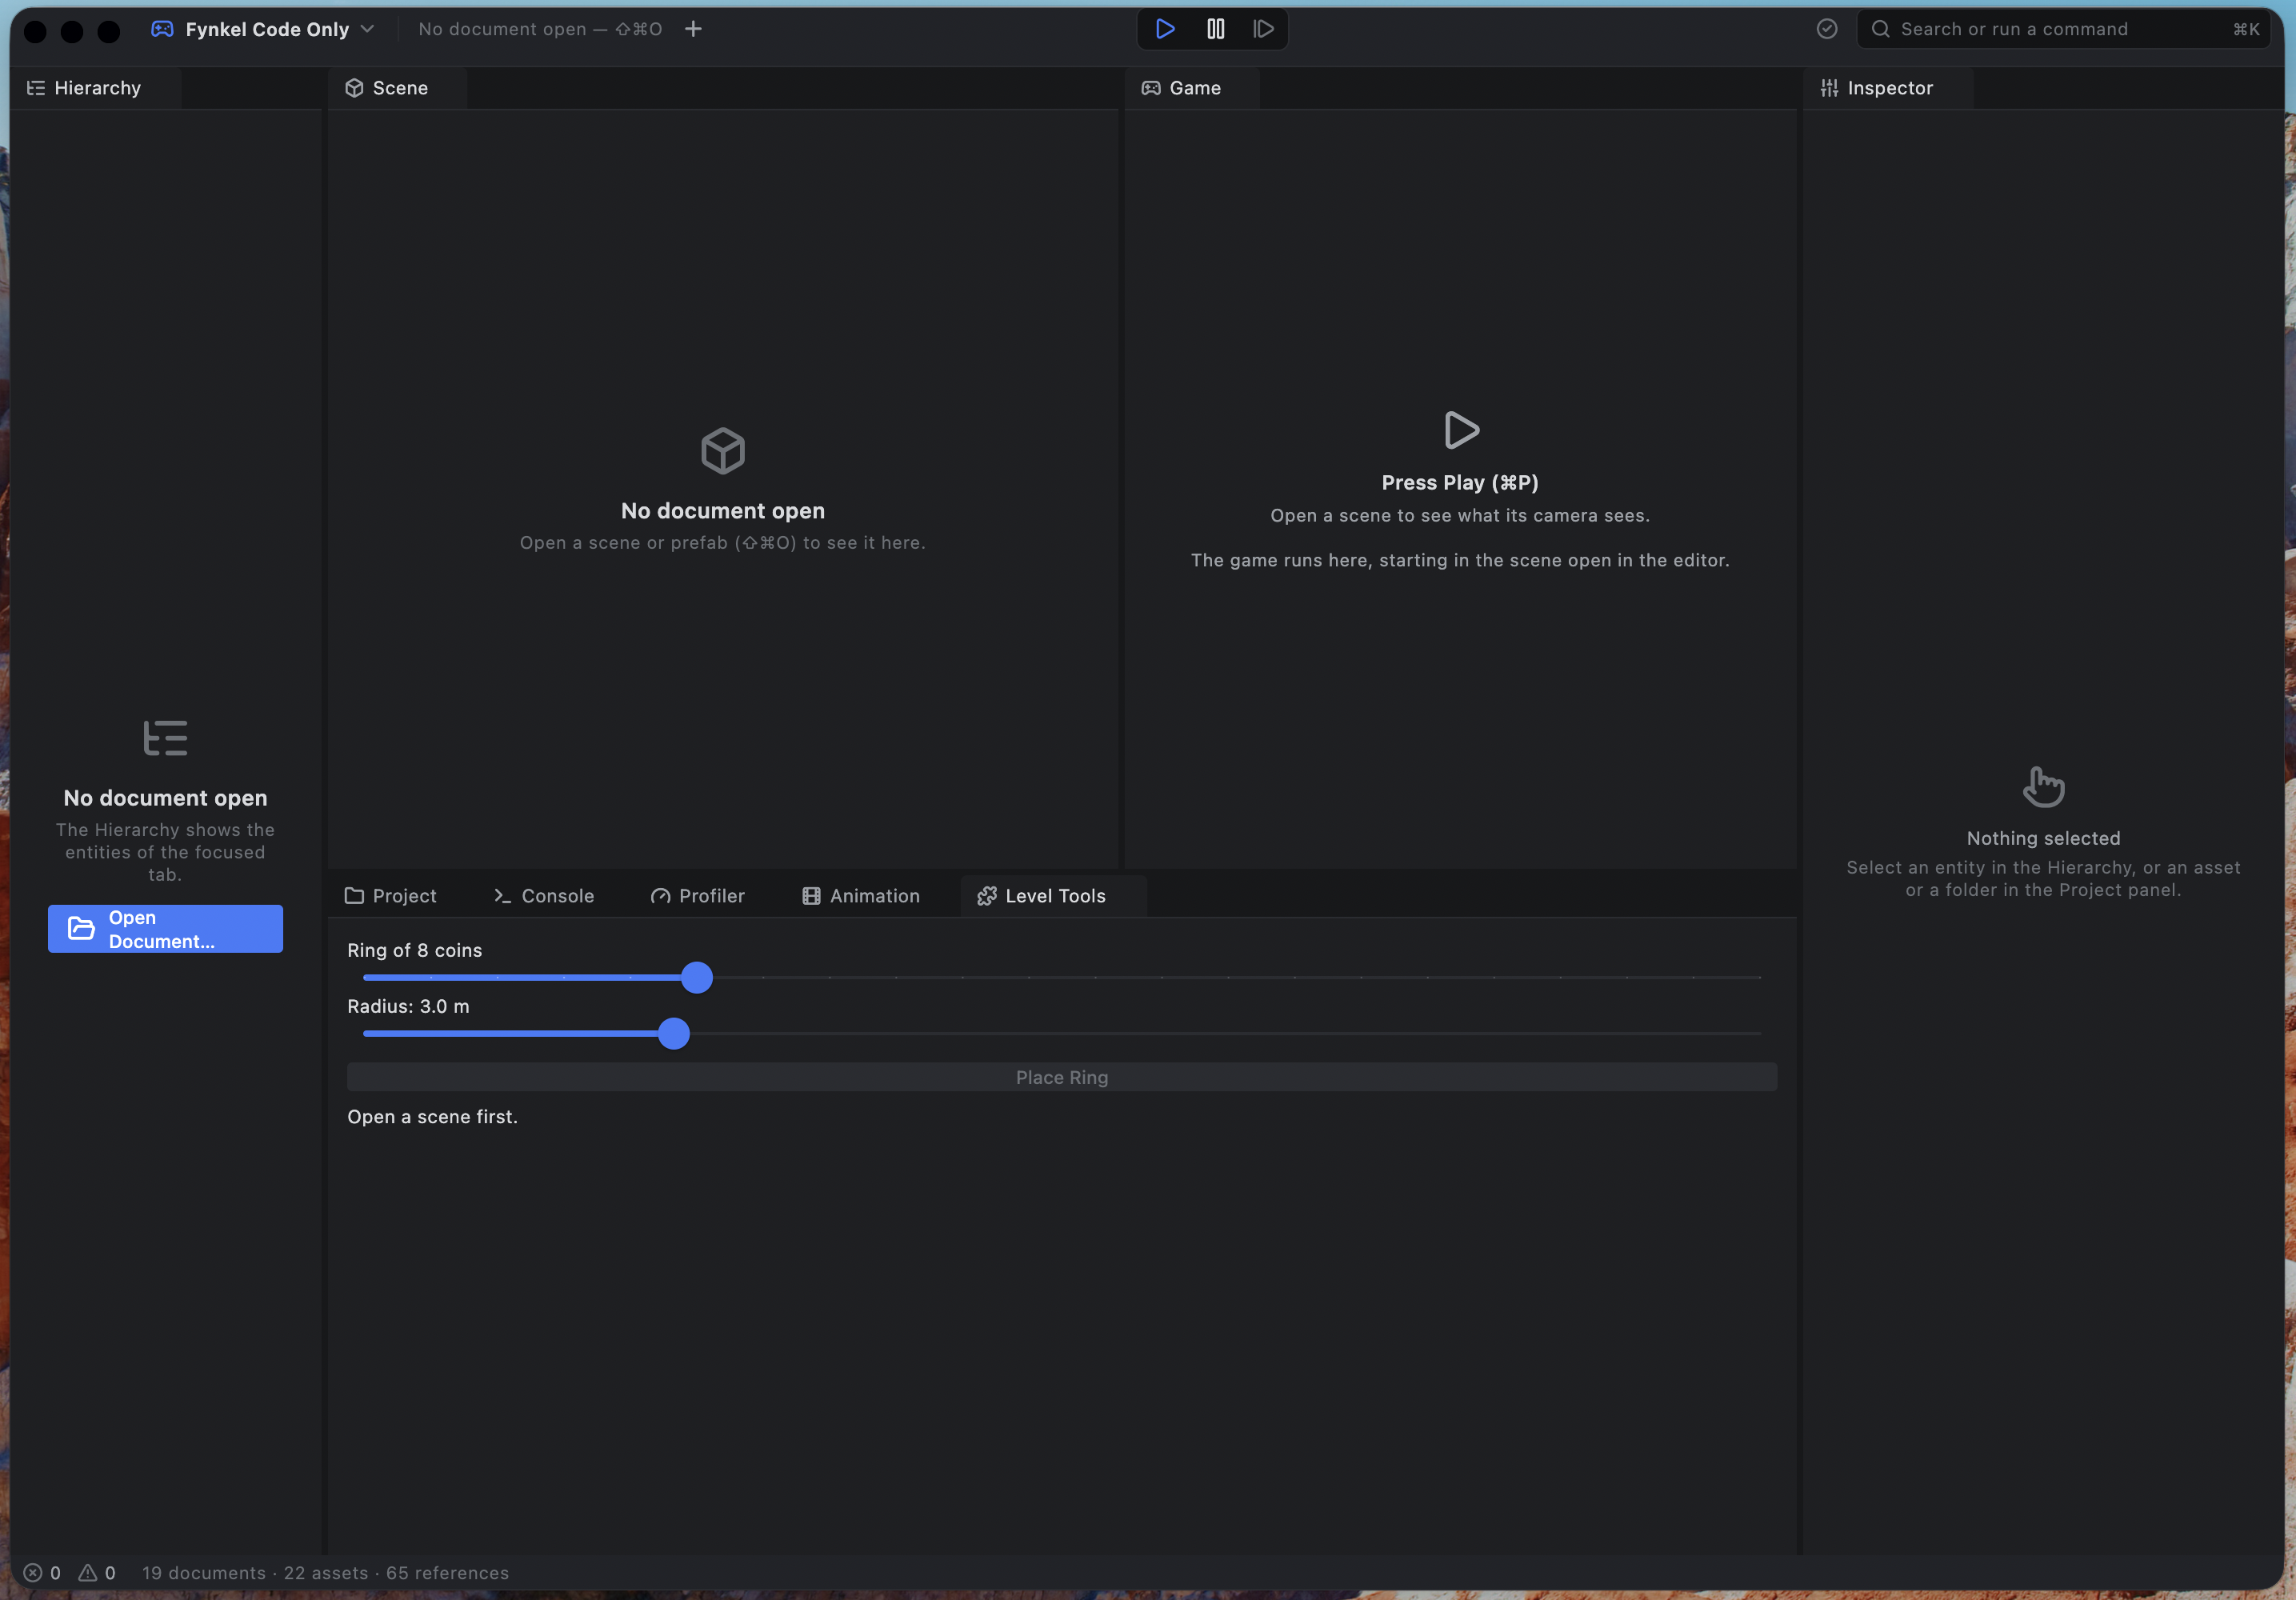 Fynkel Code Only
No document open — ⇧⌘O
Search or run a command ⌘K
Hierarchy
Scene
Game
Inspector
No document open
Open a scene or prefab (⇧⌘O) to see it here.
Press Play (⌘P)
Open a scene to see what its camera sees.
The game runs here, starting in the scene open in the editor.
No document open
The Hierarchy shows the
entities of the focused
tab.
Open
Document...
Nothing selected
Select an entity in the Hierarchy, or an asset
or a folder in the Project panel.
Project
Console
Profiler
Animation
Level Tools
Ring of 8 coins
Radius: 3.0 m
Place Ring
Open a scene first.
0
0
19 documents · 22 assets · 65 references